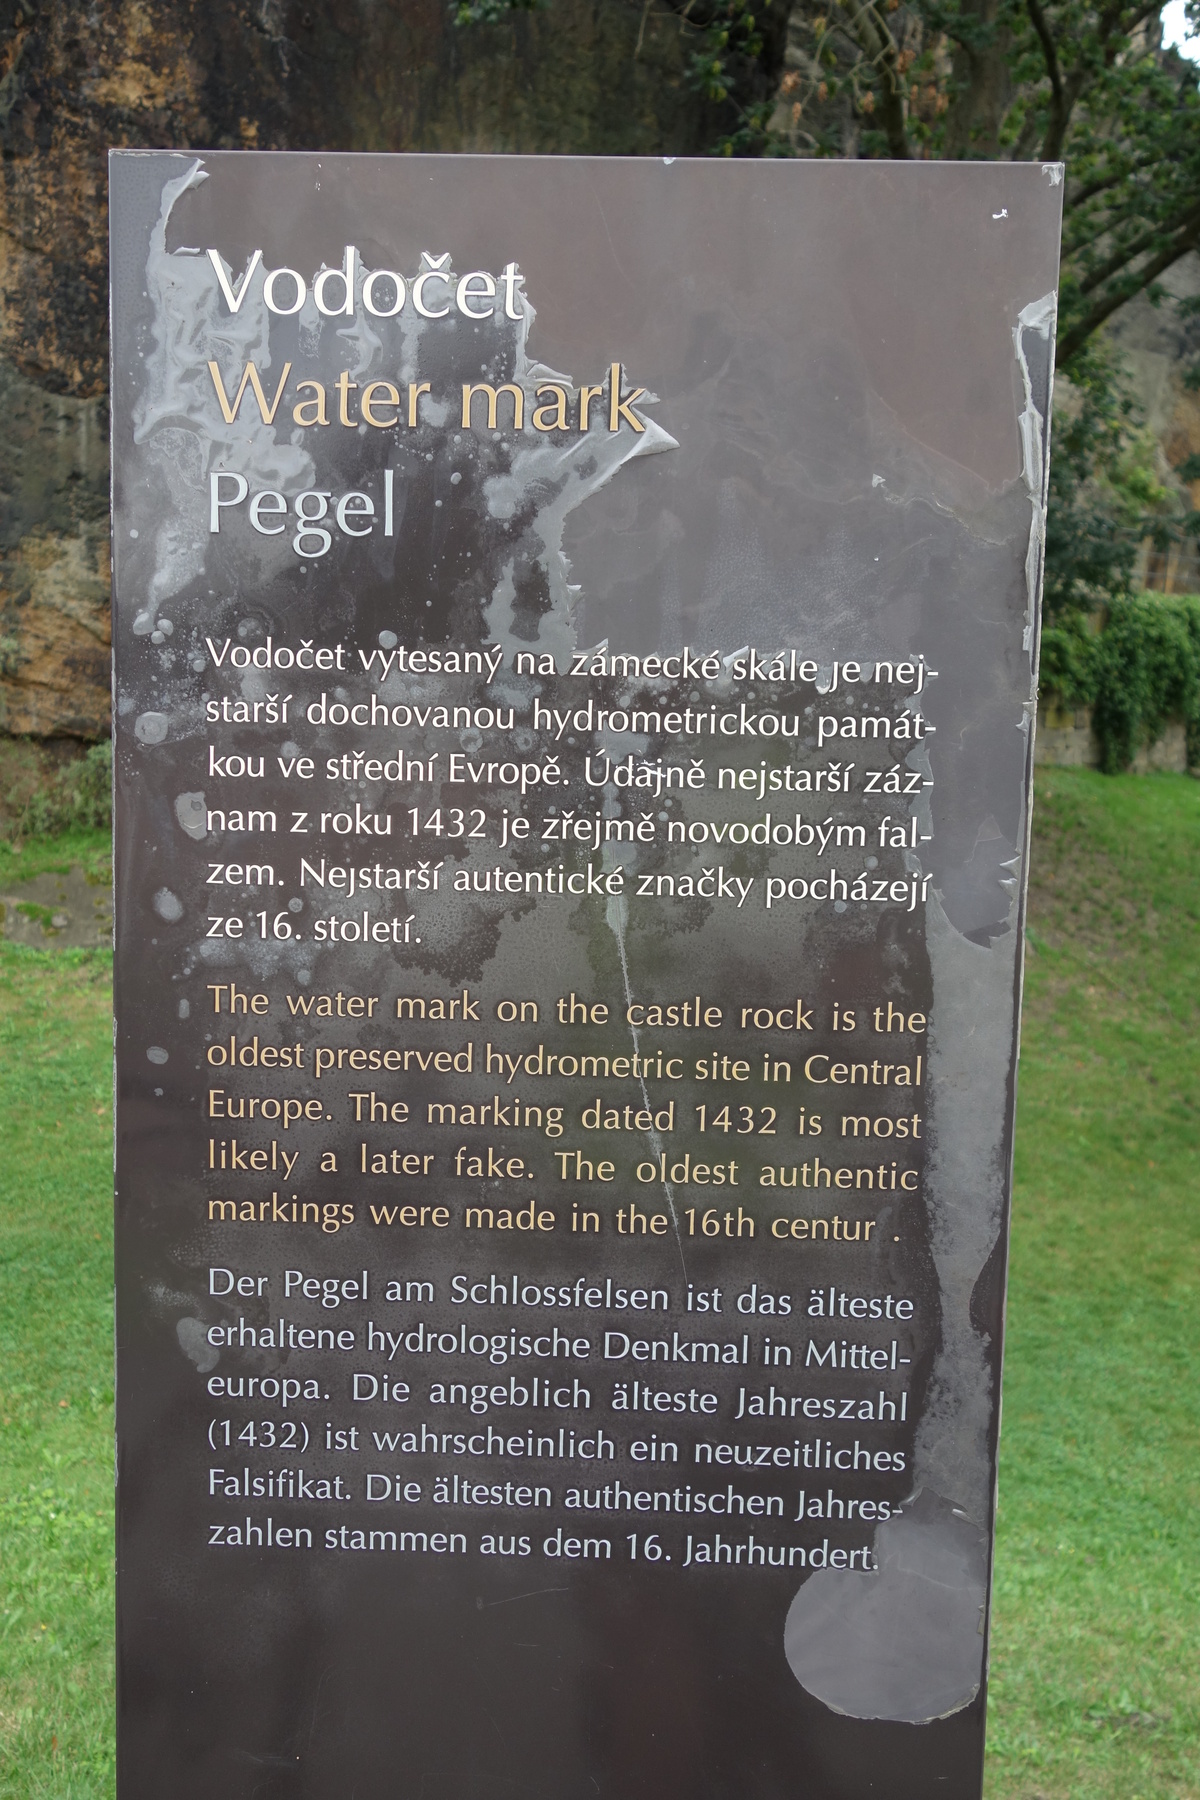 Vodočet
Water mark
Pegel
Vodočet vytesaný na zámecké skále je nej-
starší dochovanou hydrometrickou památ-
kou ve střední Evropě. Údajně nejstarší záz-
nam z roku 1432 je zřejmě novodobým fal-
zem. Nejstarší autentické značky pocházejí
ze 16. století.
The water mark on the castle rock is the
oldest preserved hydrometric site in Central
Europe. The marking dated 1432 is most
likely a later fake. The oldest authentic
markings were made in the 16th centur .
Der Pegel am Schlossfelsen ist das älteste
erhaltene hydrologische Denkmal in Mittel-
europa. Die angeblich älteste Jahreszahl
(1432) ist wahrscheinlich ein neuzeitliches
Falsifikat. Die ältesten authentischen Jahres-
zahlen stammen aus dem 16. Jahrhundert.